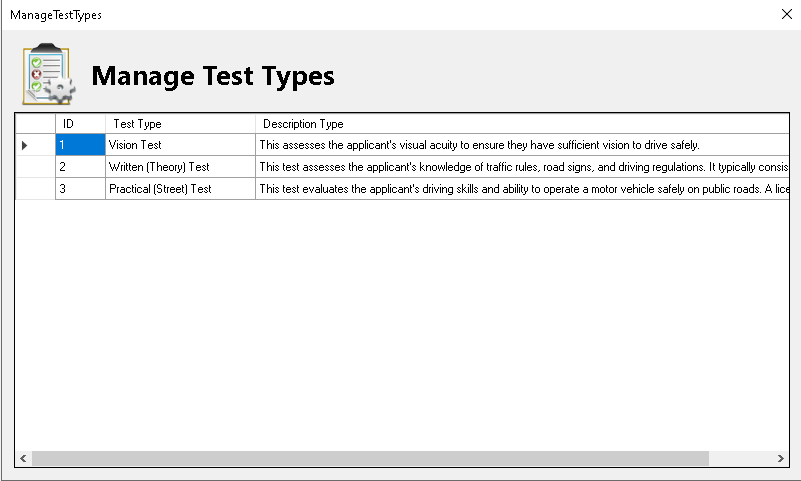 ManageTestTypes
Manage Test Types
ID Test Type Description Type
1 Vision Test This assesses the applicant's visual acuity to ensure they have sufficient vision to drive safely.
2 Written (Theory) Test This test assesses the applicant's knowledge of traffic rules, road signs, and driving regulations. It typically consis
3 Practical (Street) Test This test evaluates the applicant's driving skills and ability to operate a motor vehicle safely on public roads. A lice